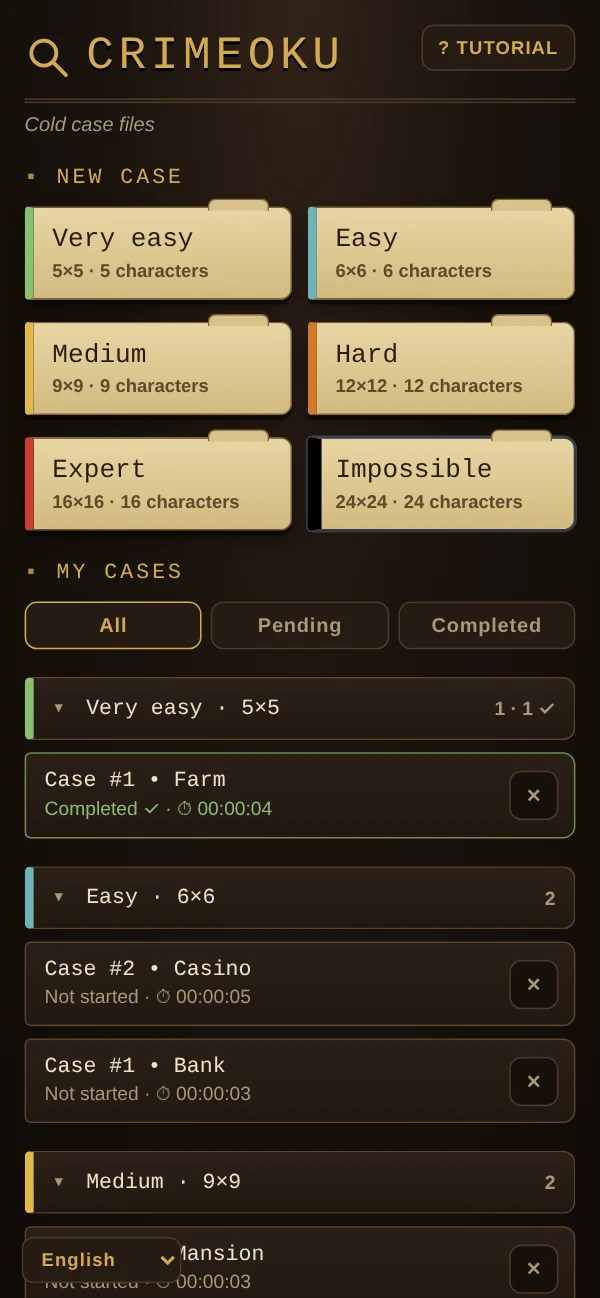 CRIMEOKU
? TUTORIAL
Cold case files
▪ NEW CASE
Very easy
5×5 · 5 characters
Easy
6×6 · 6 characters
Medium
9×9 · 9 characters
Hard
12×12 · 12 characters
Expert
16×16 · 16 characters
Impossible
24×24 · 24 characters
▪ MY CASES
All
Pending
Completed
▼ Very easy · 5×5 1 · 1 ✓
Case #1 • Farm
Completed ✓ · ⏱ 00:00:04
×
▼ Easy · 6×6 2
Case #2 • Casino
Not started · ⏱ 00:00:05
×
Case #1 • Bank
Not started · ⏱ 00:00:03
×
▼ Medium · 9×9 2
Mansion
Not started · ⏱ 00:00:03
×
English